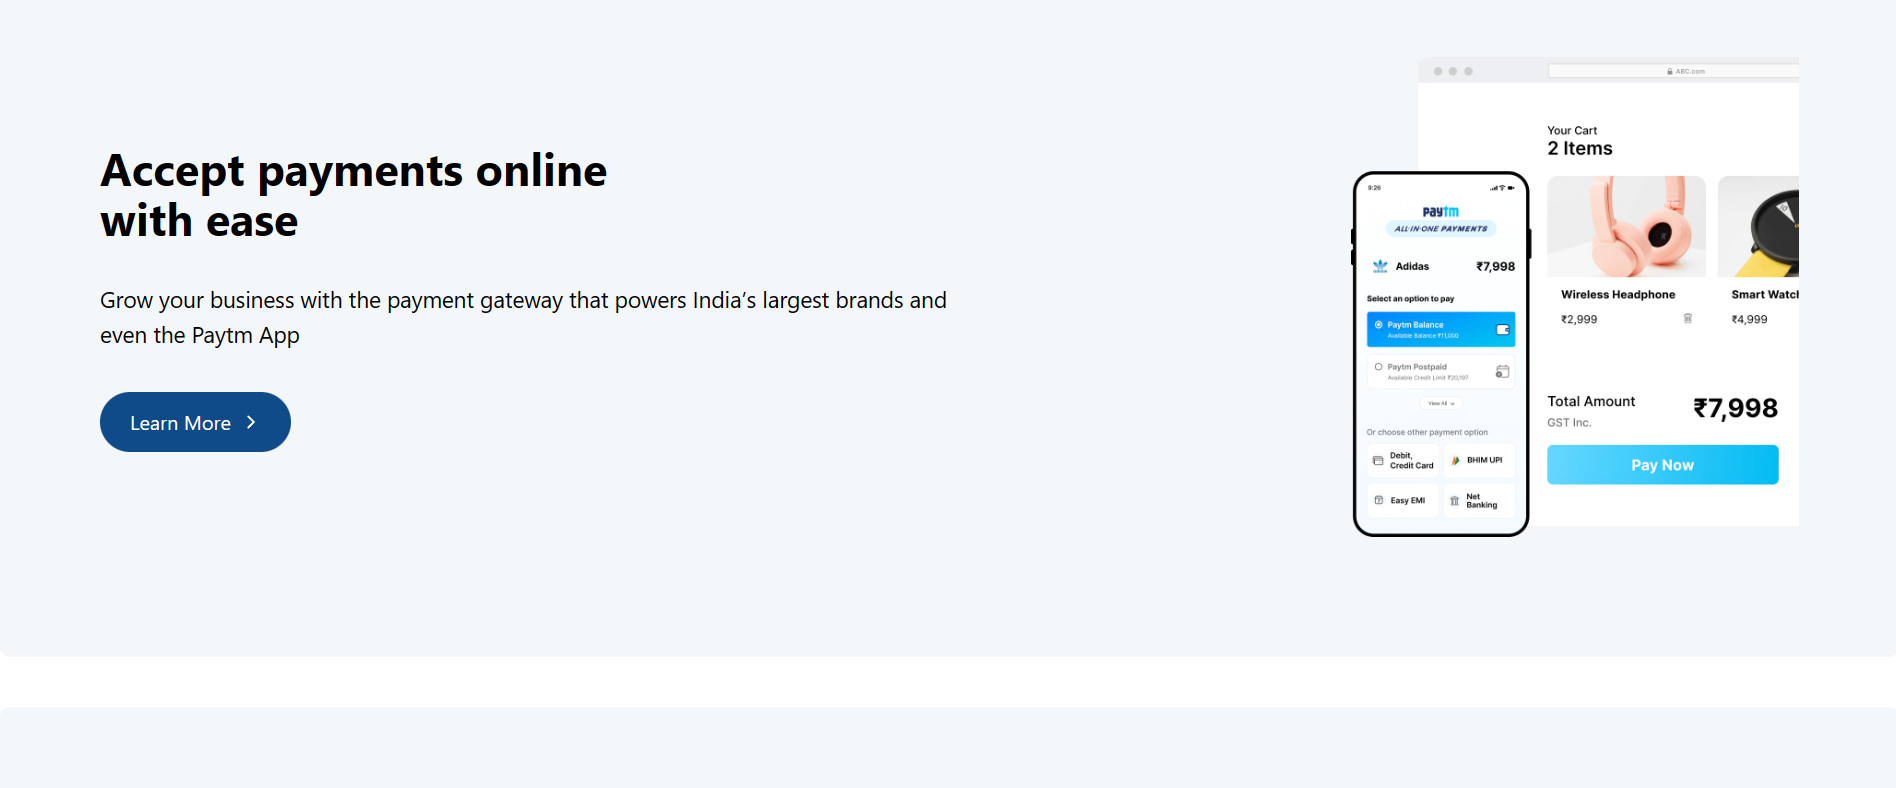 Accept payments online
with ease
Grow your business with the payment gateway that powers India’s largest brands and
even the Paytm App
Learn More
ABC.com
Your Cart
2 Items
Wireless Headphone
₹2,999
Smart Watch
₹4,999
Total Amount
GST Inc.
₹7,998
Pay Now
9:26
paytm
ALL-IN-ONE PAYMENTS
adidas
Adidas
₹7,998
Select an option to pay
Paytm Balance
Available Balance ₹11,000
Paytm Postpaid
Available Credit Limit ₹20,197
View All
Or choose other payment option
Debit,
Credit Card
BHIM UPI
Easy EMI
Net
Banking